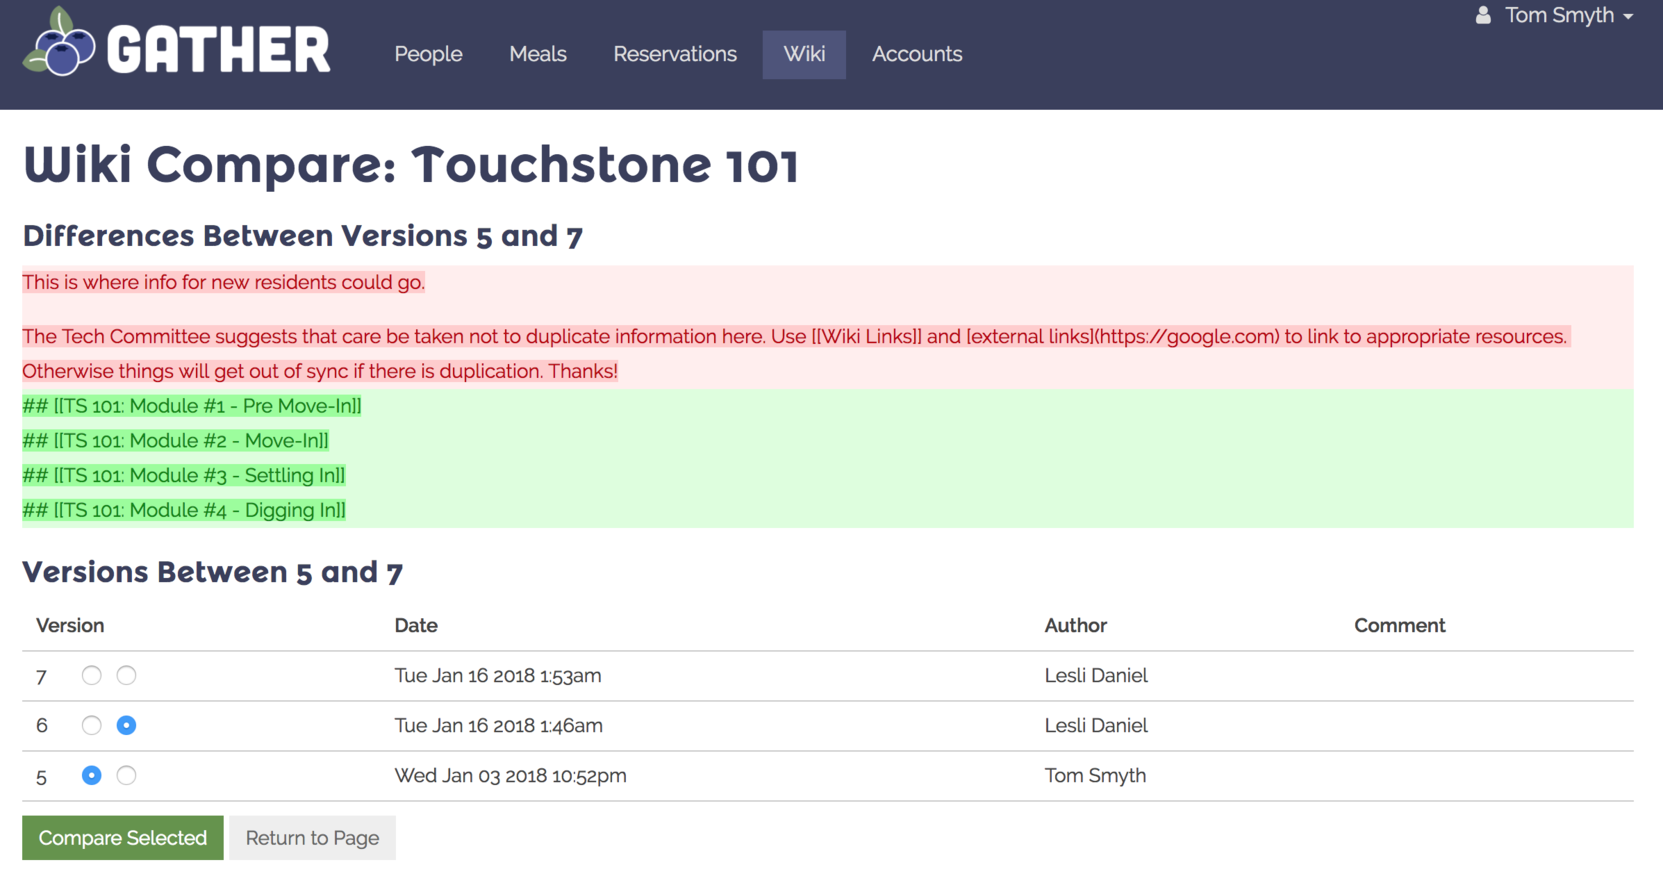 GATHER
People Meals Reservations Wiki Accounts
Tom Smyth
Wiki Compare: Touchstone 101
Differences Between Versions 5 and 7
This is where info for new residents could go.
The Tech Committee suggests that care be taken not to duplicate information here. Use [[Wiki Links]] and [external links](https://google.com) to link to appropriate resources.
Otherwise things will get out of sync if there is duplication. Thanks!
## [[TS 101: Module #1 - Pre Move-In]]
## [[TS 101: Module #2 - Move-In]]
## [[TS 101: Module #3 - Settling In]]
## [[TS 101: Module #4 - Digging In]]
Versions Between 5 and 7
Version Date Author Comment
7 Tue Jan 16 2018 1:53am Lesli Daniel
6 Tue Jan 16 2018 1:46am Lesli Daniel
5 Wed Jan 03 2018 10:52pm Tom Smyth
Compare Selected Return to Page